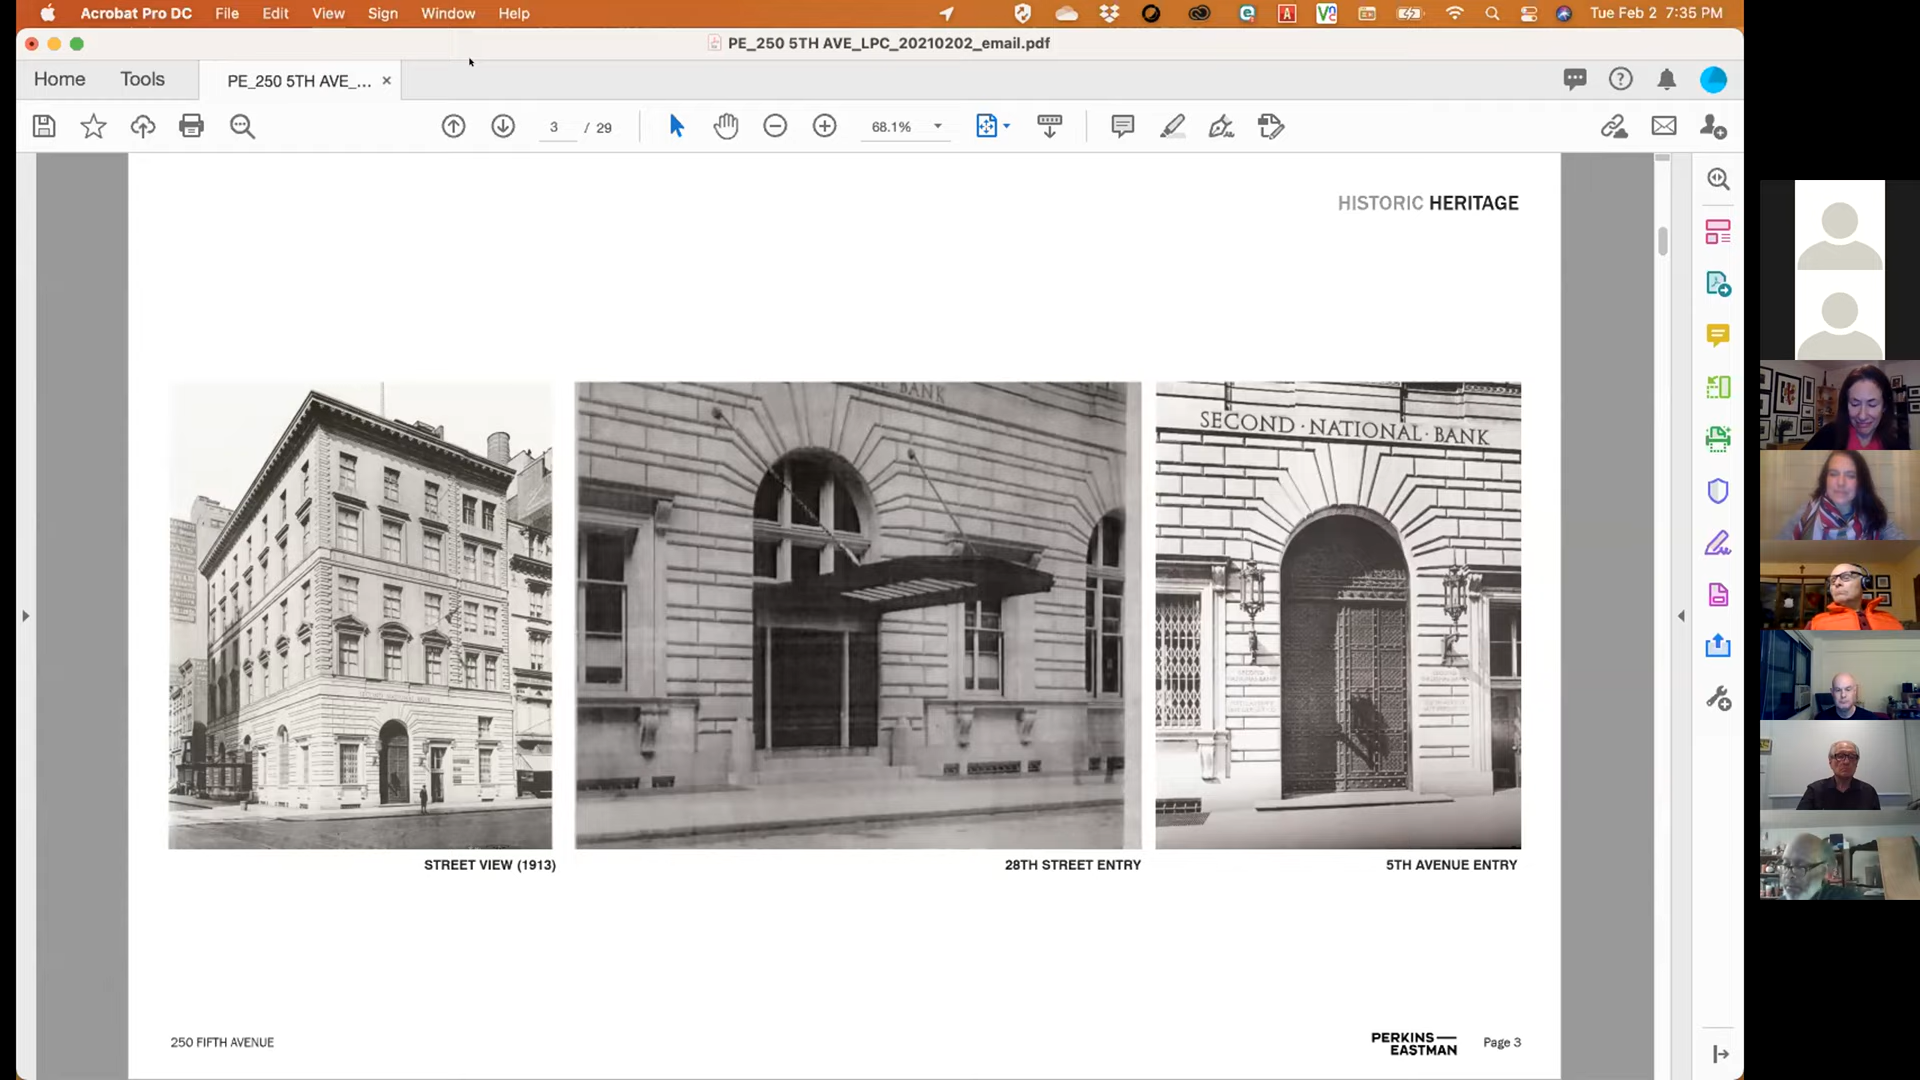 Acrobat Pro DC File Edit View Sign Window Help Tue Feb 2 7:35 PM
PE_250 5TH AVE_LPC_20210202_email.pdf
Home Tools PE_250 5TH AVE_... ×
3 / 29 68.1%
HISTORIC HERITAGE
BANK
SECOND · NATIONAL · BANK
STREET VIEW (1913)
28TH STREET ENTRY
5TH AVENUE ENTRY
250 FIFTH AVENUE
PERKINS—
EASTMAN
Page 3